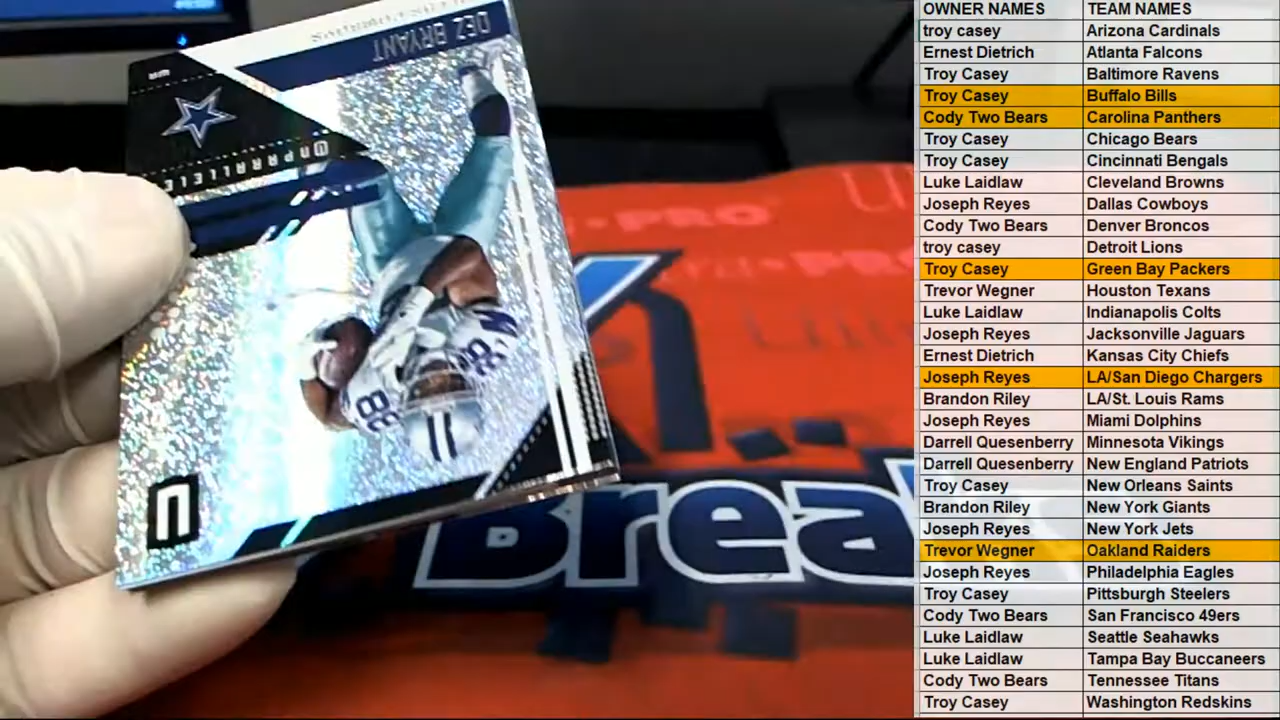 DEZ BRYANT
WR
UNPARALLELED
88
88
U
PRO
PRO
Brea
OWNER NAMES TEAM NAMES
troy casey Arizona Cardinals
Ernest Dietrich Atlanta Falcons
Troy Casey Baltimore Ravens
Troy Casey Buffalo Bills
Cody Two Bears Carolina Panthers
Troy Casey Chicago Bears
Troy Casey Cincinnati Bengals
Luke Laidlaw Cleveland Browns
Joseph Reyes Dallas Cowboys
Cody Two Bears Denver Broncos
troy casey Detroit Lions
Troy Casey Green Bay Packers
Trevor Wegner Houston Texans
Luke Laidlaw Indianapolis Colts
Joseph Reyes Jacksonville Jaguars
Ernest Dietrich Kansas City Chiefs
Joseph Reyes LA/San Diego Chargers
Brandon Riley LA/St. Louis Rams
Joseph Reyes Miami Dolphins
Darrell Quesenberry Minnesota Vikings
Darrell Quesenberry New England Patriots
Troy Casey New Orleans Saints
Brandon Riley New York Giants
Joseph Reyes New York Jets
Trevor Wegner Oakland Raiders
Joseph Reyes Philadelphia Eagles
Troy Casey Pittsburgh Steelers
Cody Two Bears San Francisco 49ers
Luke Laidlaw Seattle Seahawks
Luke Laidlaw Tampa Bay Buccaneers
Cody Two Bears Tennessee Titans
Troy Casey Washington Redskins